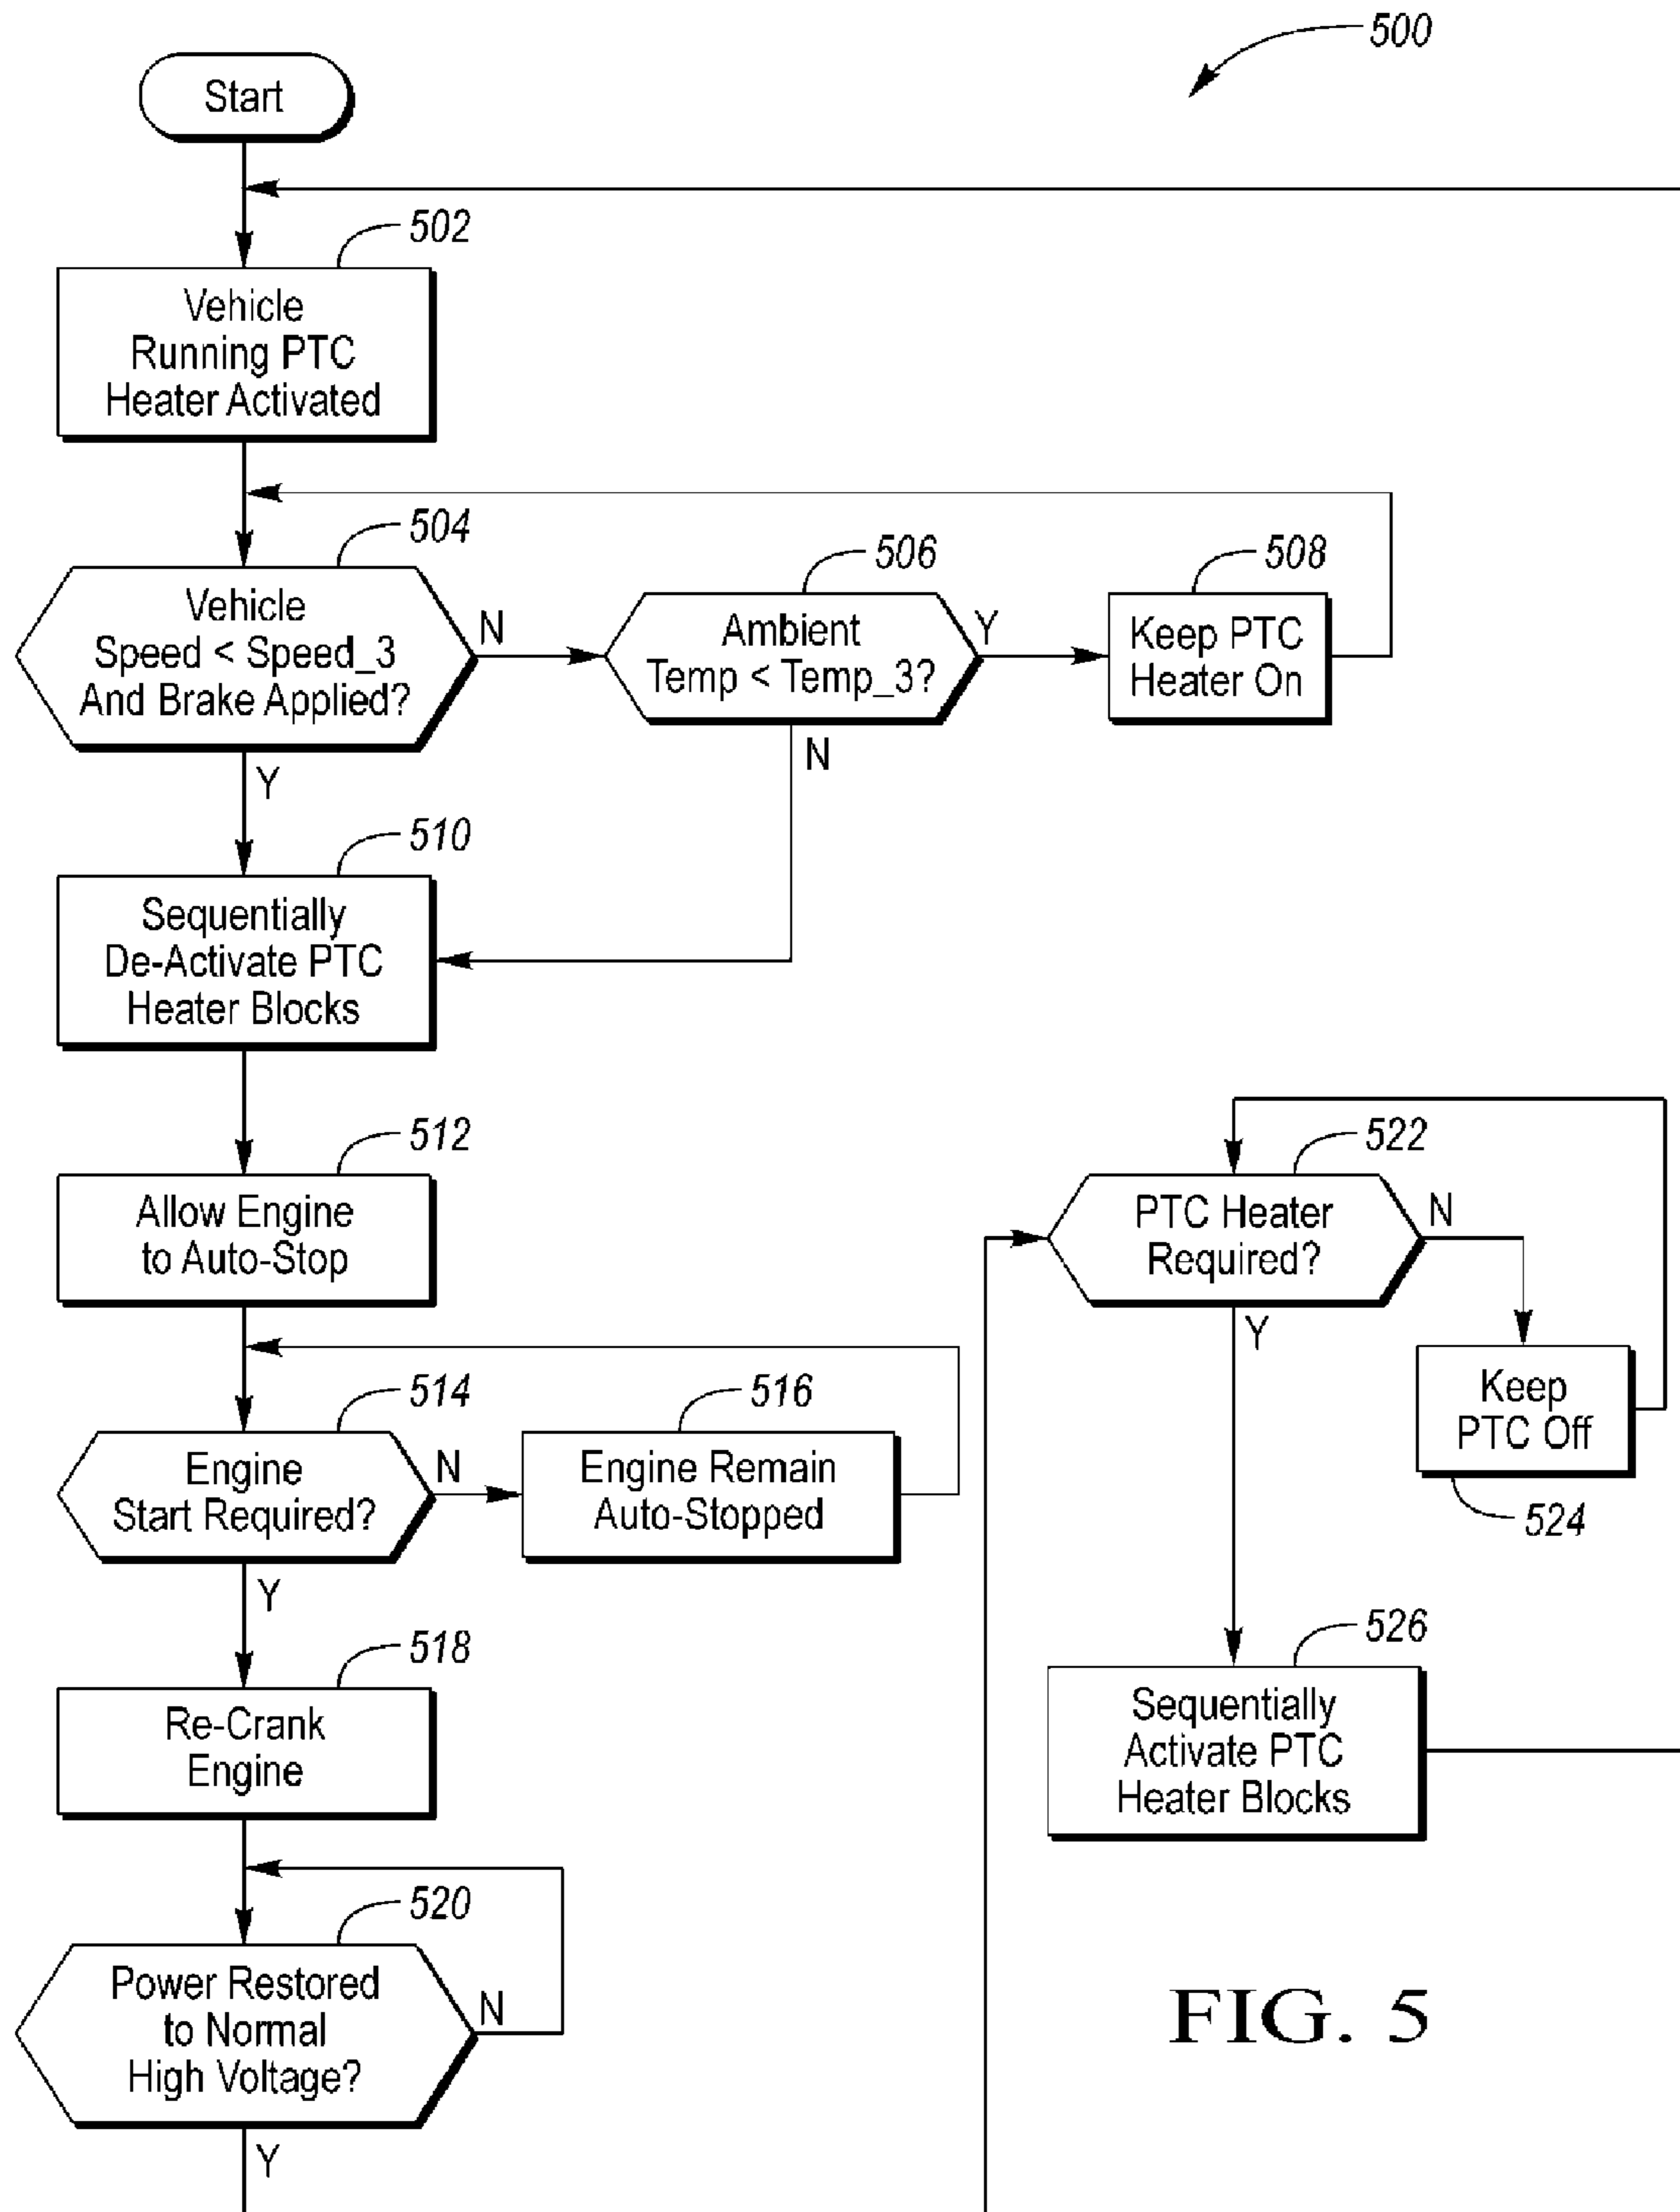 500
Start
502
Vehicle
Running PTC
Heater Activated
504
Vehicle
Speed < Speed_3
And Brake Applied?
N
Y
506
Ambient
Temp < Temp_3?
Y
N
508
Keep PTC
Heater On
510
Sequentially
De-Activate PTC
Heater Blocks
512
Allow Engine
to Auto-Stop
514
Engine
Start Required?
N
Y
516
Engine Remain
Auto-Stopped
518
Re-Crank
Engine
520
Power Restored
to Normal
High Voltage?
N
Y
522
PTC Heater
Required?
N
Y
Keep
PTC Off
524
526
Sequentially
Activate PTC
Heater Blocks
FIG. 5